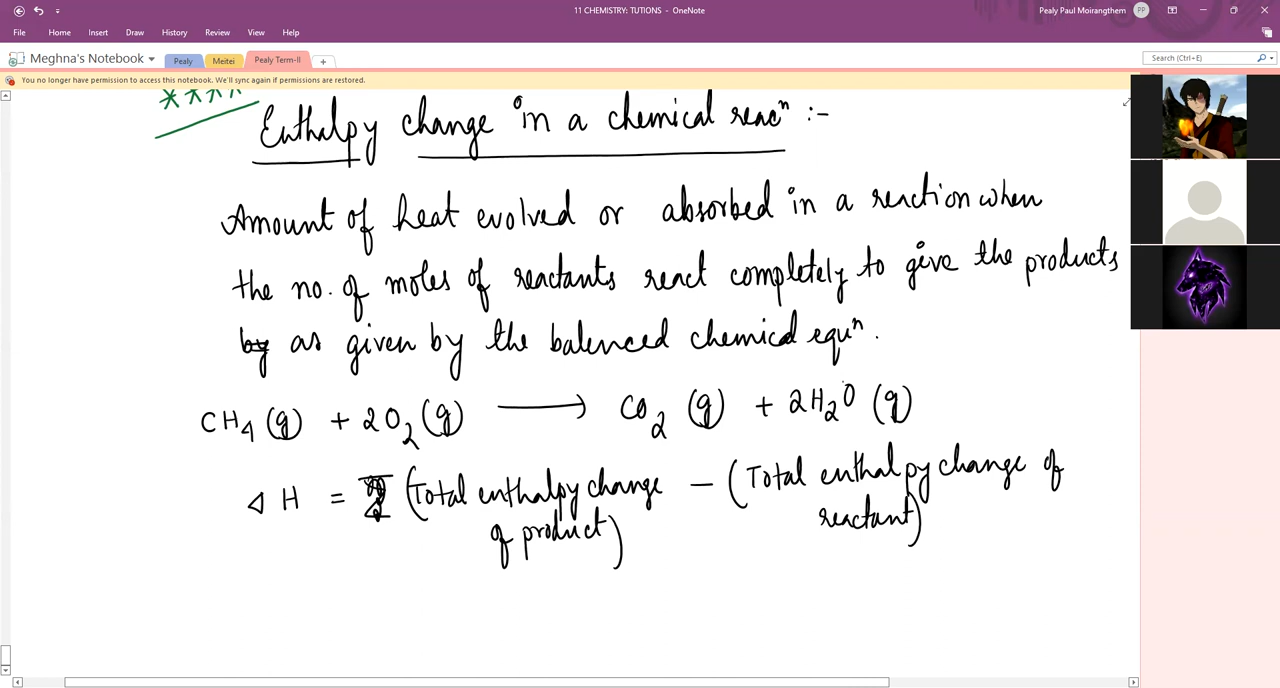 11 CHEMISTRY: TUTIONS - OneNote
Pealy Paul Moirangthem PP
File Home Insert Draw History Review View Help
Meghna's Notebook Pealy Meitei Pealy Term-II
Search (Ctrl+E)
You no longer have permission to access this notebook. We'll sync again if permissions are restored.
****
Enthalpy change in a chemical reacⁿ :-
Amount of heat evolved or absorbed in a reaction when
the no. of moles of reactants react completely to give the products
by as given by the balenced chemical equⁿ.
CH₄ (g) + 2O₂ (g) ⟶ CO₂ (g) + 2H₂O (g)
△ H = (Total enthalpy change − (Total enthalpy change of
of product) reactant)